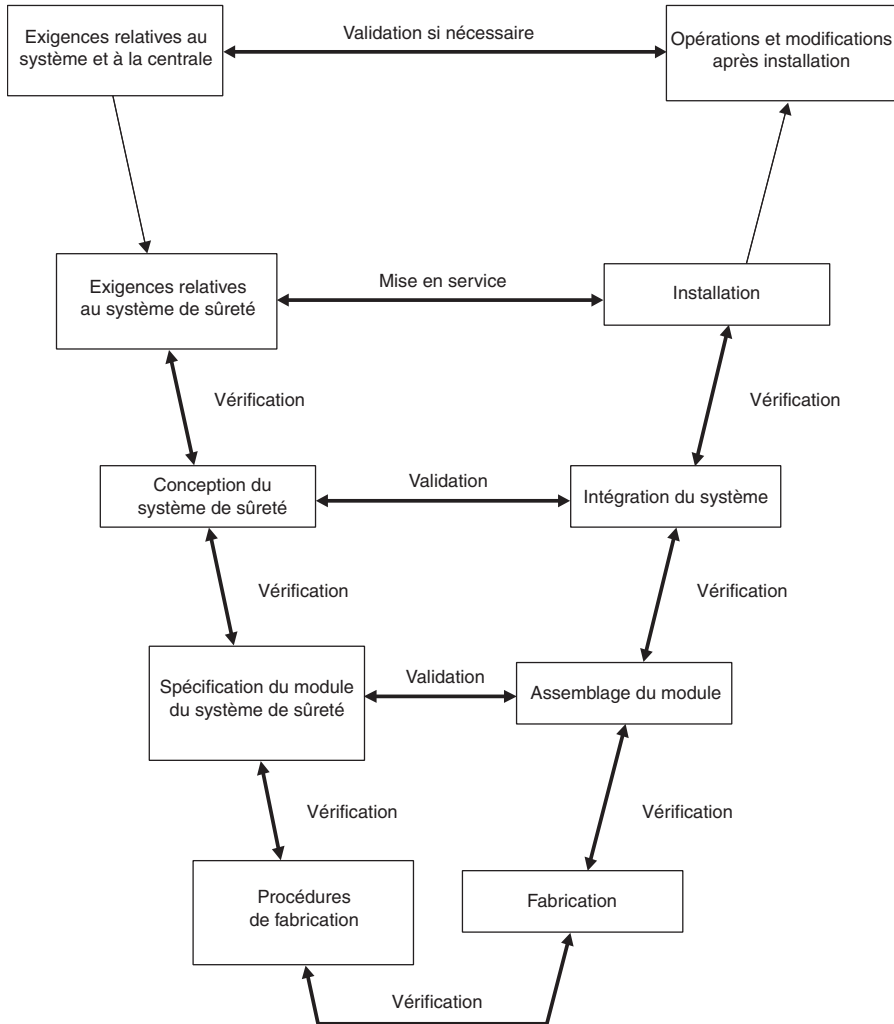 Exigences relatives au
système et à la centrale
Validation si nécessaire
Opérations et modifications
après installation
Exigences relatives
au système de sûreté
Mise en service
Installation
Vérification
Vérification
Conception du
système de sûreté
Validation
Intégration du système
Vérification
Vérification
Spécification du module
du système de sûreté
Validation
Assemblage du module
Vérification
Vérification
Procédures
de fabrication
Fabrication
Vérification